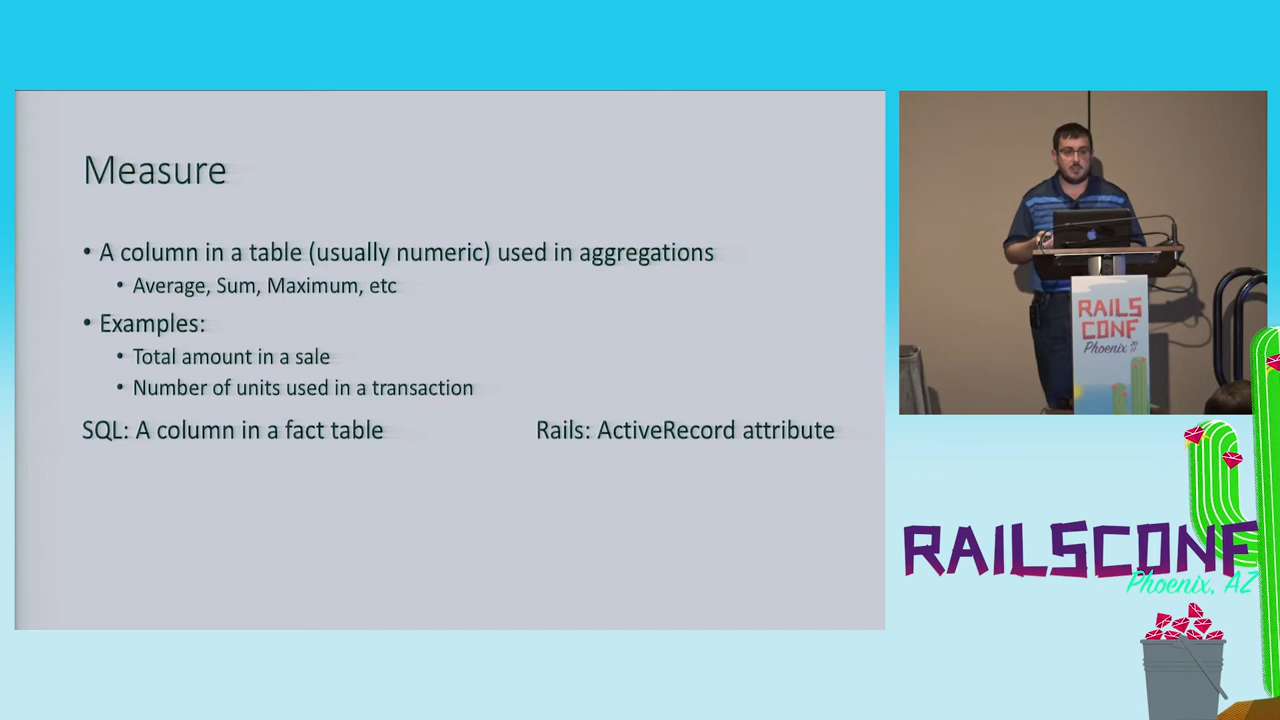 Measure
• A column in a table (usually numeric) used in aggregations
• Average, Sum, Maximum, etc
• Examples:
• Total amount in a sale
• Number of units used in a transaction
SQL: A column in a fact table
Rails: ActiveRecord attribute
RAILS
CONF
Phoenix
RAILSCONF
Phoenix, AZ